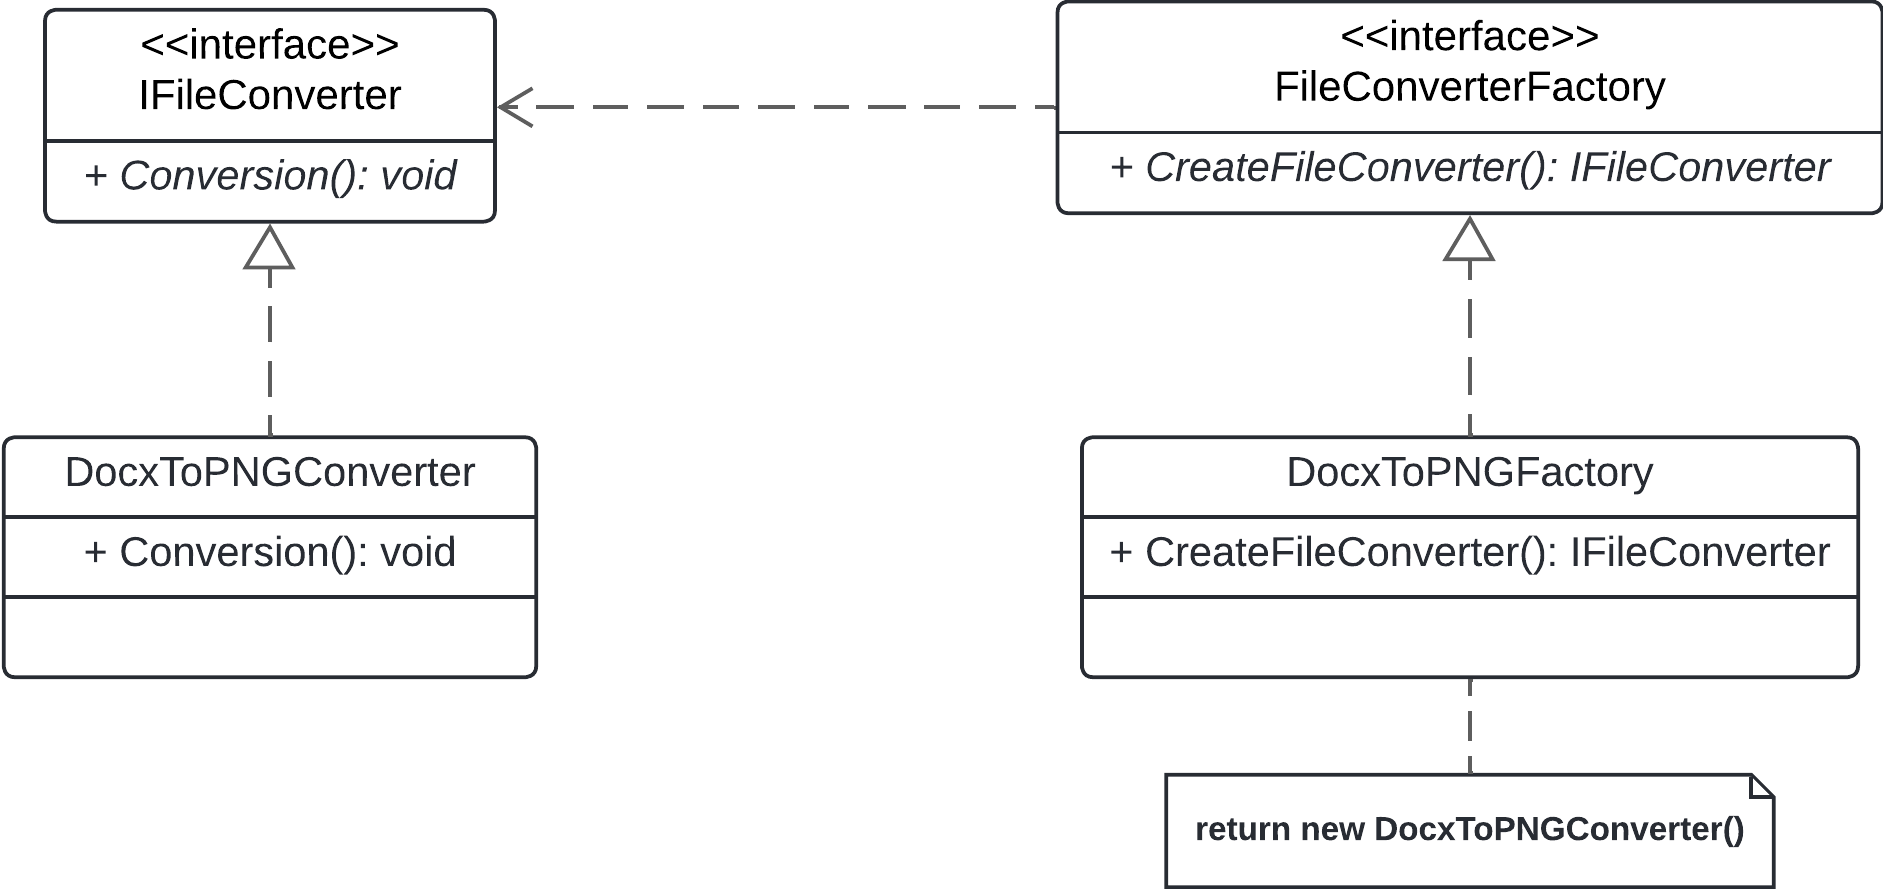 <<interface>>
IFileConverter
+ Conversion(): void
<<interface>>
FileConverterFactory
+ CreateFileConverter(): IFileConverter
DocxToPNGConverter
+ Conversion(): void
DocxToPNGFactory
+ CreateFileConverter(): IFileConverter
return new DocxToPNGConverter()